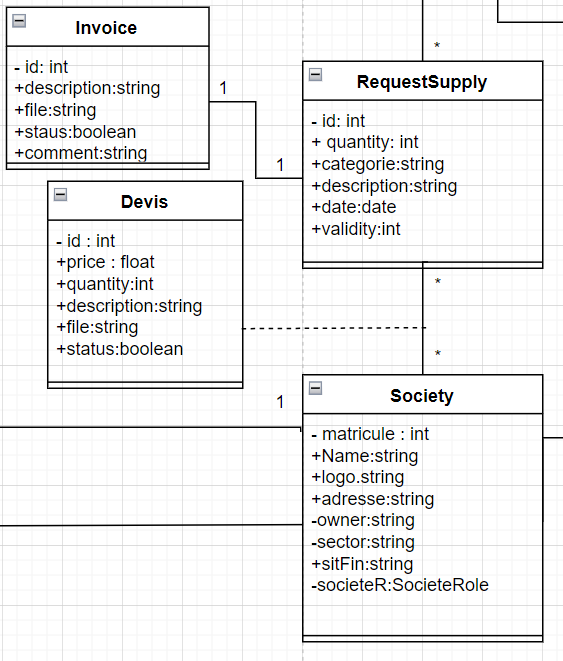 Invoice
- id: int
+description:string
+file:string
+staus:boolean
+comment:string
1
1
*
RequestSupply
- id: int
+ quantity: int
+categorie:string
+description:string
+date:date
+validity:int
Devis
- id : int
+price : float
+quantity:int
+description:string
+file:string
+status:boolean
*
*
1
Society
- matricule : int
+Name:string
+logo.string
+adresse:string
-owner:string
-sector:string
+sitFin:string
-societeR:SocieteRole